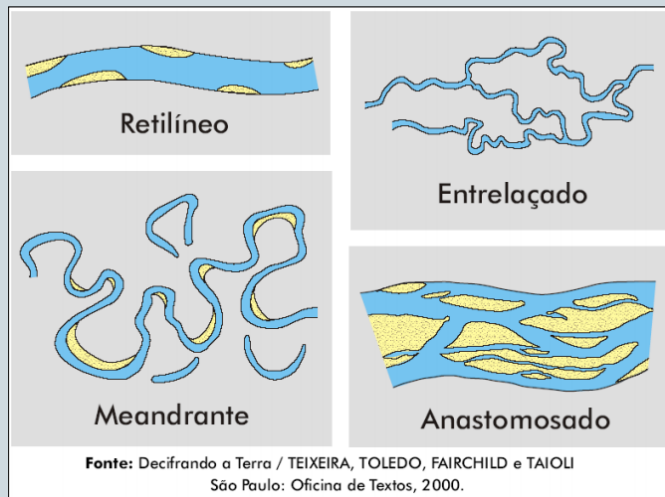 Retilíneo
Entrelaçado
Meandrante
Anastomosado
Fonte: Decifrando a Terra / TEIXEIRA, TOLEDO, FAIRCHILD e TAIOLI
São Paulo: Oficina de Textos, 2000.